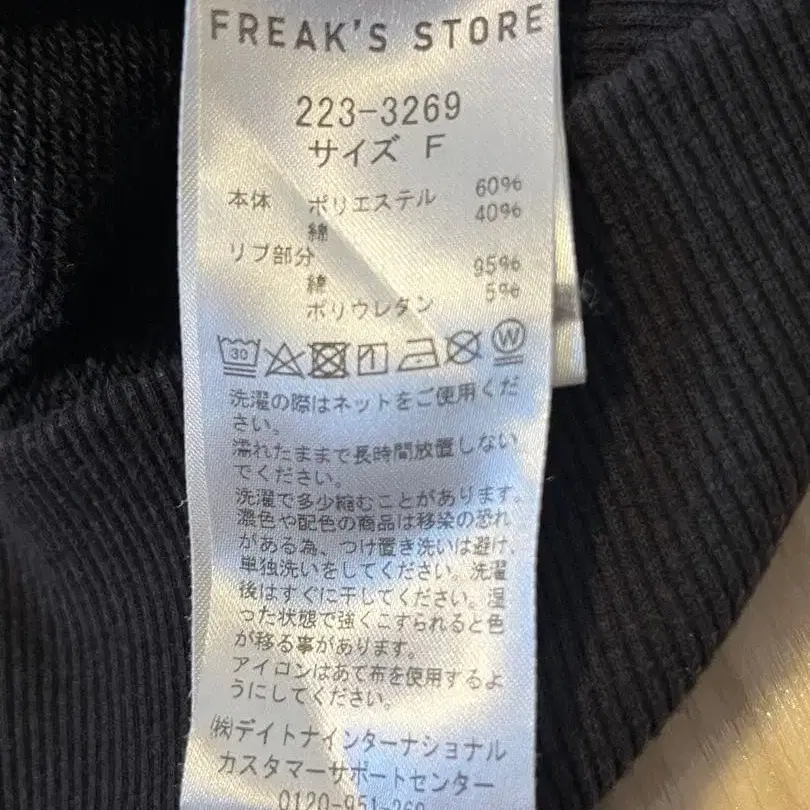 FREAK'S STORE
223-3269
サイズ F
本体 ポリエステル 60%
綿 40%
リブ部分
綿 95%
ポリウレタン 5%
30 W
洗濯の際はネットをご使用くだ
さい。
濡れたままで長時間放置しない
でください。
洗濯で多少縮むことがあります。
濃色や配色の商品は移染の恐れ
がある為、つけ置き洗いは避け、
単独洗いをしてください。洗濯
後はすぐに干してください。湿
った状態で強くこすられると色
が移る事があります。
アイロンはあて布を使用するよ
うにしてください。
㈱デイトナインターナショナル
カスタマーサポートセンター
0120-951-260